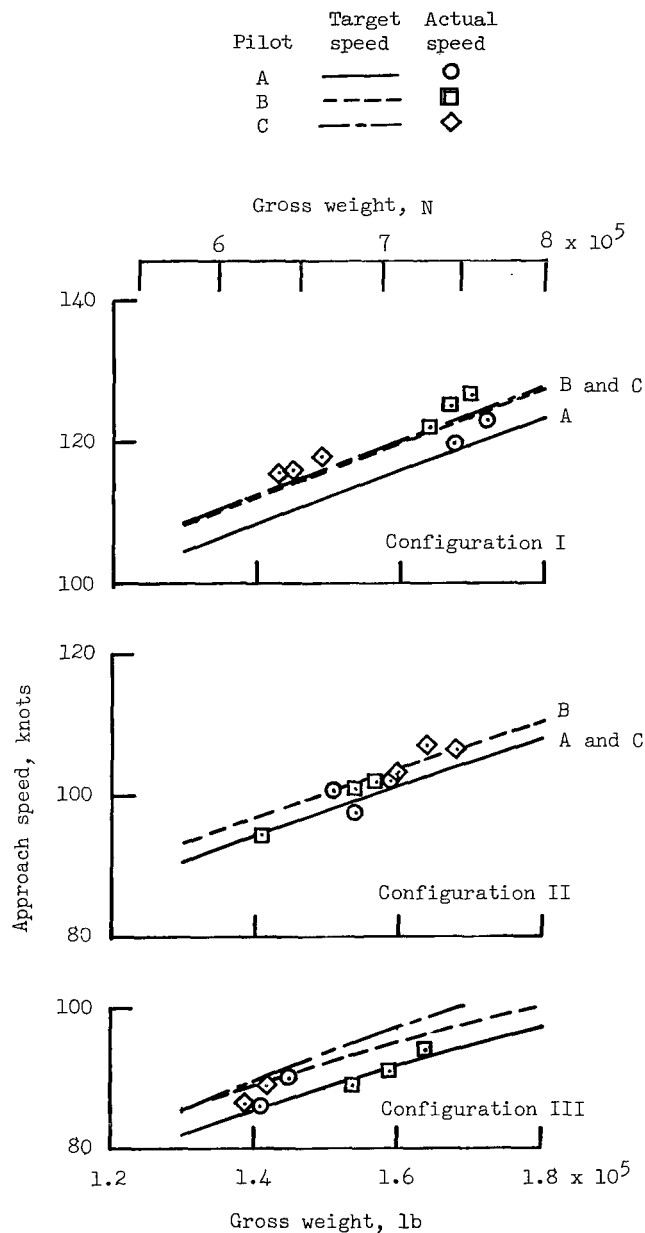 Pilot Target speed Actual speed
A
B
C
Gross weight, N
6 7 8 x 10^5
140
120
100
B and C
A
Configuration I
120
100
80
B
A and C
Configuration II
Approach speed, knots
100
80
Configuration III
1.2 1.4 1.6 1.8 x 10^5
Gross weight, lb